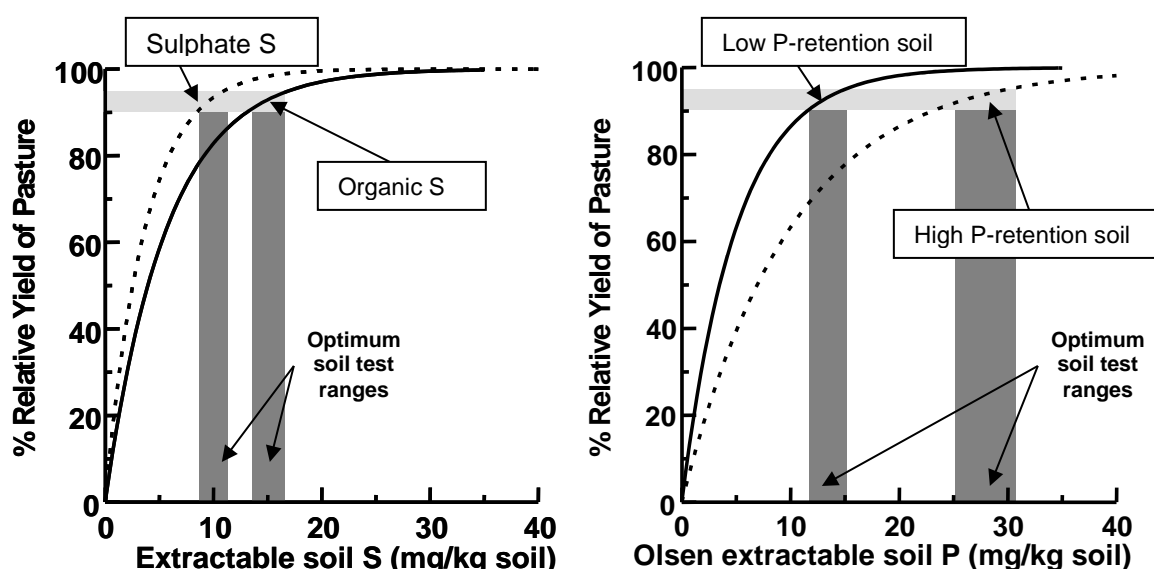 Sulphate S
100
80
60
40
20
0
% Relative Yield of Pasture
Organic S
Optimum
soil test
ranges
0 10 20 30 40
Extractable soil S (mg/kg soil)
Low P-retention soil
100
80
60
40
20
0
% Relative Yield of Pasture
High P-retention soil
Optimum
soil test
ranges
0 10 20 30 40
Olsen extractable soil P (mg/kg soil)